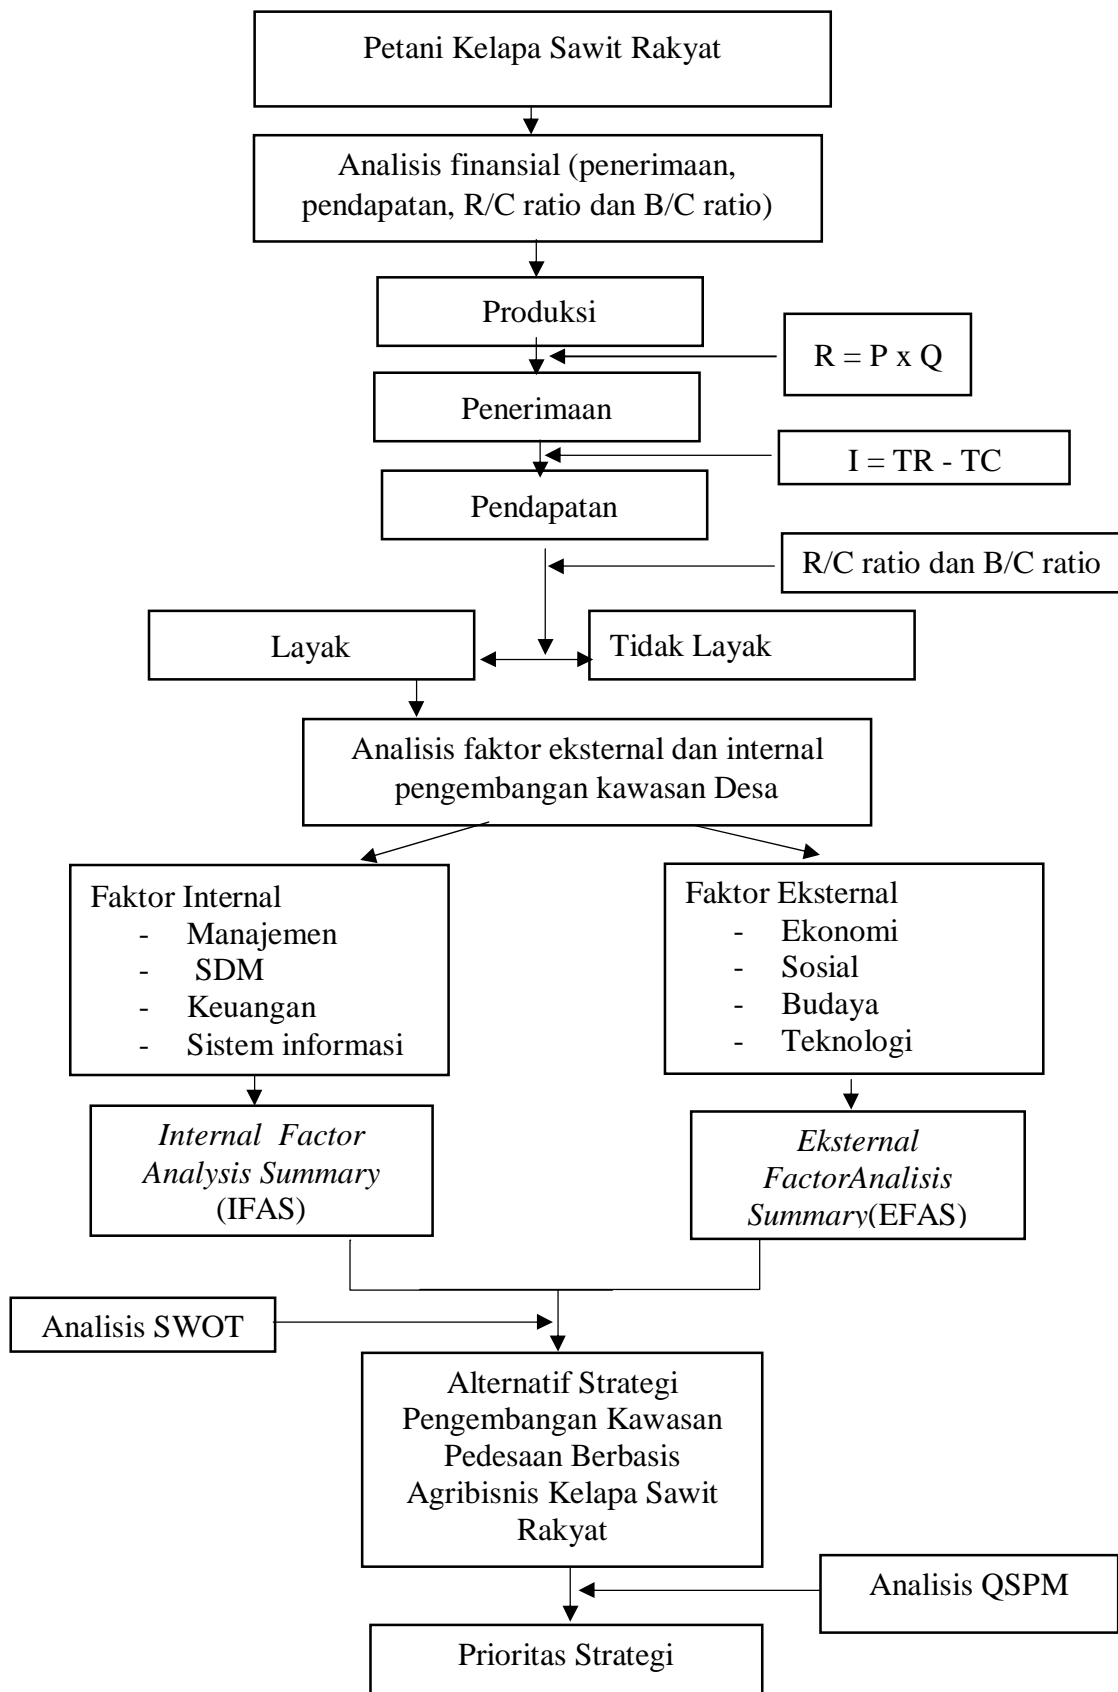 Petani Kelapa Sawit Rakyat
Analisis finansial (penerimaan,
pendapatan, R/C ratio dan B/C ratio)
Produksi
R = P x Q
Penerimaan
I = TR - TC
Pendapatan
R/C ratio dan B/C ratio
Layak
Tidak Layak
Analisis faktor eksternal dan internal
pengembangan kawasan Desa
Faktor Internal
- Manajemen
- SDM
- Keuangan
- Sistem informasi
Faktor Eksternal
- Ekonomi
- Sosial
- Budaya
- Teknologi
Internal Factor
Analysis Summary
(IFAS)
Eksternal
FactorAnalisis
Summary(EFAS)
Analisis SWOT
Alternatif Strategi
Pengembangan Kawasan
Pedesaan Berbasis
Agribisnis Kelapa Sawit
Rakyat
Analisis QSPM
Prioritas Strategi